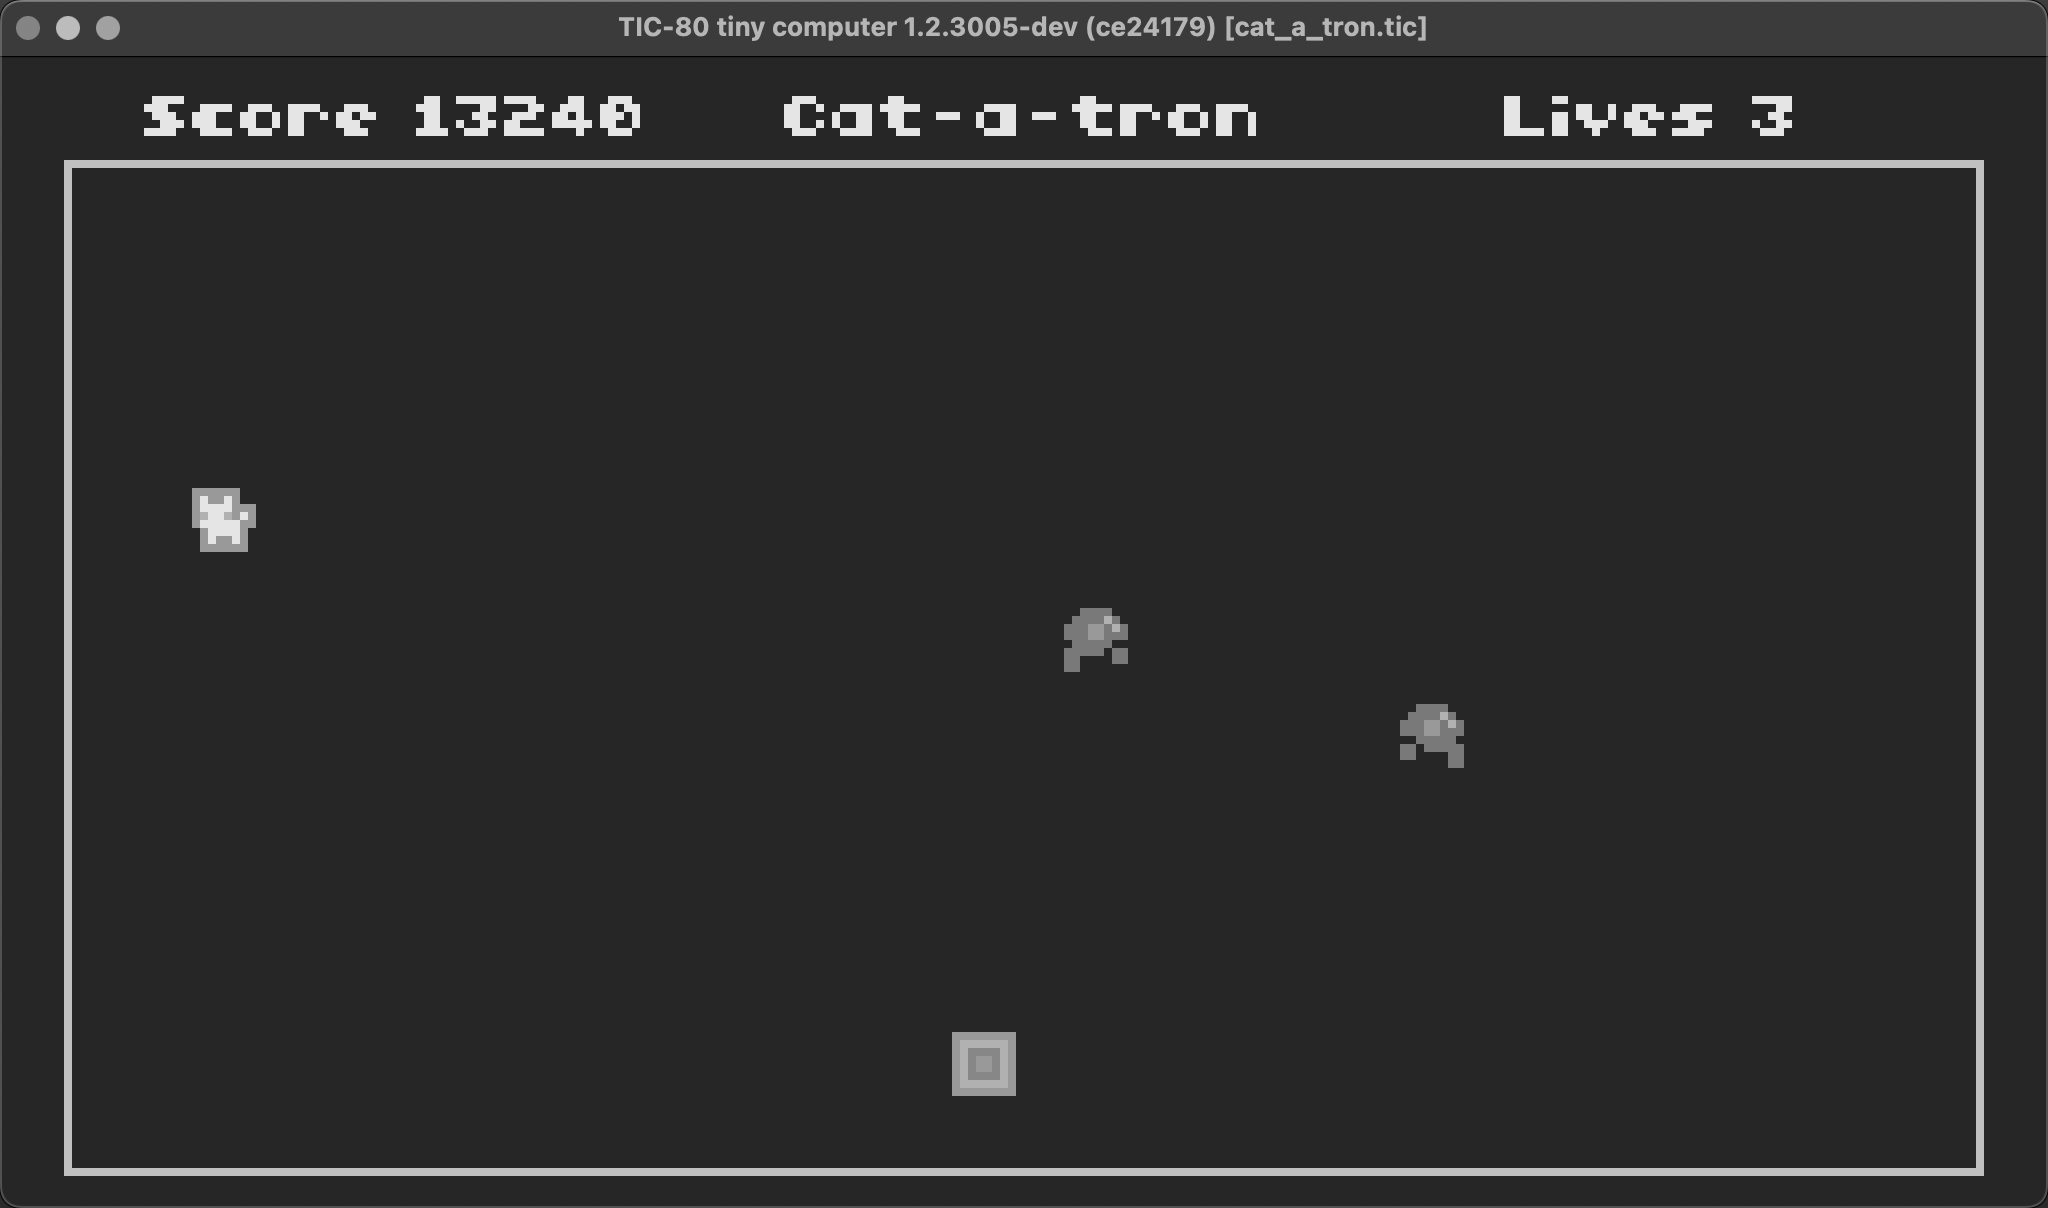 TIC-80 tiny computer 1.2.3005-dev (ce24179) [cat_a_tron.tic]
Score 13240 Cat-a-tron Lives 3